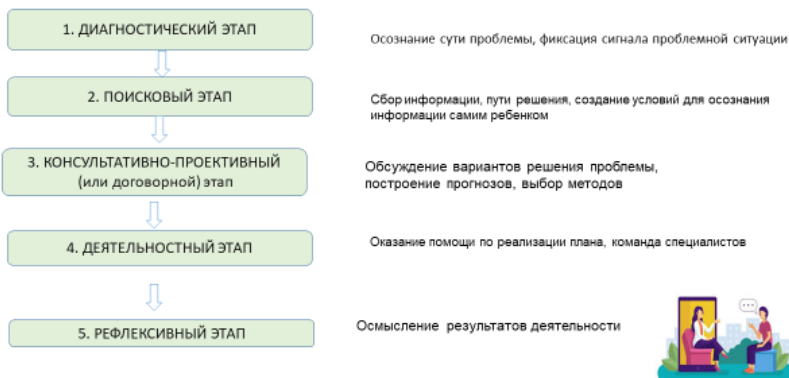 1. ДИАГНОСТИЧЕСКИЙ ЭТАП
Осознание сути проблемы, фиксация сигнала проблемной ситуации
2. ПОИСКОВЫЙ ЭТАП
Сбор информации, пути решения, создание условий для осознания
информации самим ребенком
3. КОНСУЛЬТАТИВНО-ПРОЕКТИВНЫЙ
(или договорной) этап
Обсуждение вариантов решения проблемы,
построение прогнозов, выбор методов
4. ДЕЯТЕЛЬНОСТНЫЙ ЭТАП
Оказание помощи по реализации плана, команда специалистов
5. РЕФЛЕКСИВНЫЙ ЭТАП
Осмысление результатов деятельности